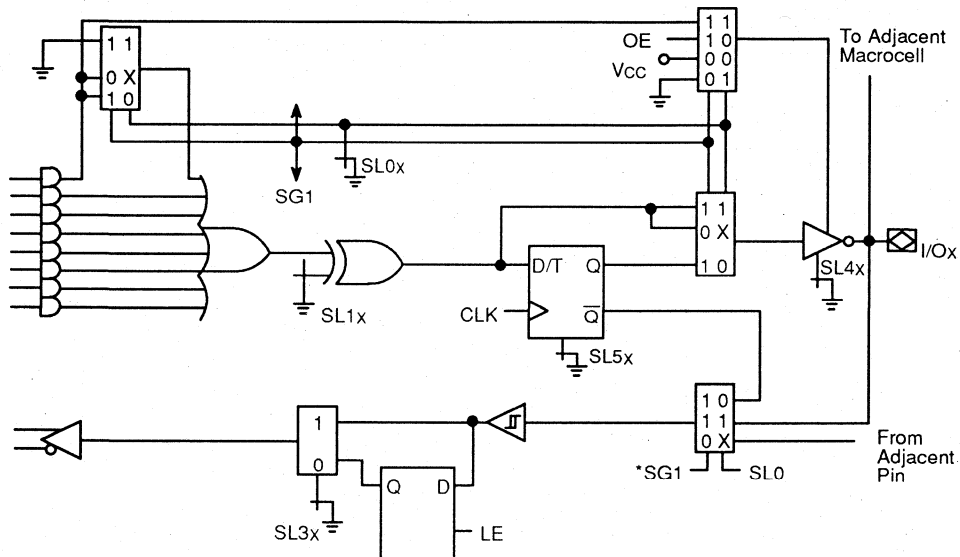 1 1
0 X
1 0
OE
VCC
1 1
1 0
0 0
0 1
To Adjacent
Macrocell
SG1
SL0x
1 1
0 X
1 0
SL1x
D/T Q
CLK
Q
SL5x
SL4x
I/Ox
1 0
1 1
0 X
*SG1
SL0
From
Adjacent
Pin
1
0
SL3x
Q D
LE